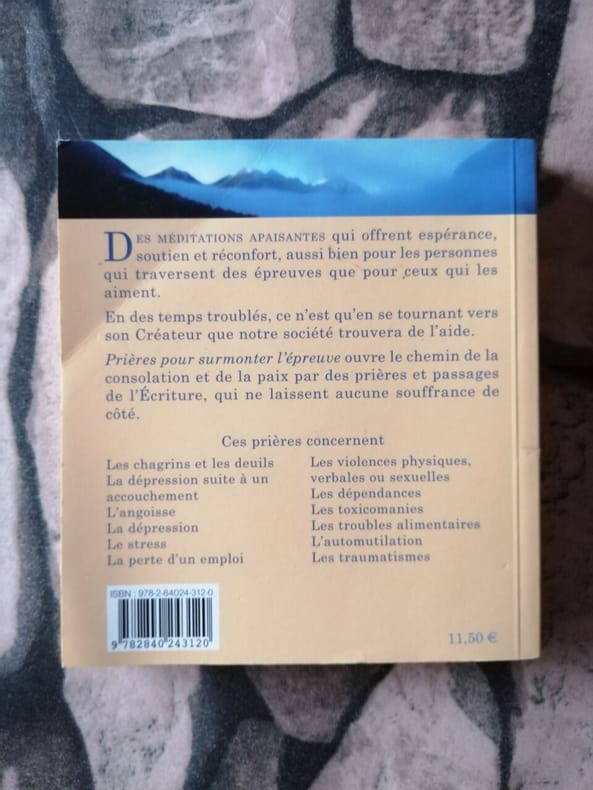 DES MÉDITATIONS APAISANTES qui offrent espérance,
soutien et réconfort, aussi bien pour les personnes
qui traversent des épreuves que pour ceux qui les
aiment.
En des temps troublés, ce n'est qu'en se tournant vers
son Créateur que notre société trouvera de l'aide.
Prières pour surmonter l'épreuve ouvre le chemin de la
consolation et de la paix par des prières et passages
de l'Écriture, qui ne laissent aucune souffrance de
côté.
Ces prières concernent
Les chagrins et les deuils
La dépression suite à un
accouchement
L'angoisse
La dépression
Le stress
La perte d'un emploi
Les violences physiques,
verbales ou sexuelles
Les dépendances
Les toxicomanies
Les troubles alimentaires
L'automutilation
Les traumatismes
ISBN : 978-2-84024-312-0
9 782840 243120
11,50 €